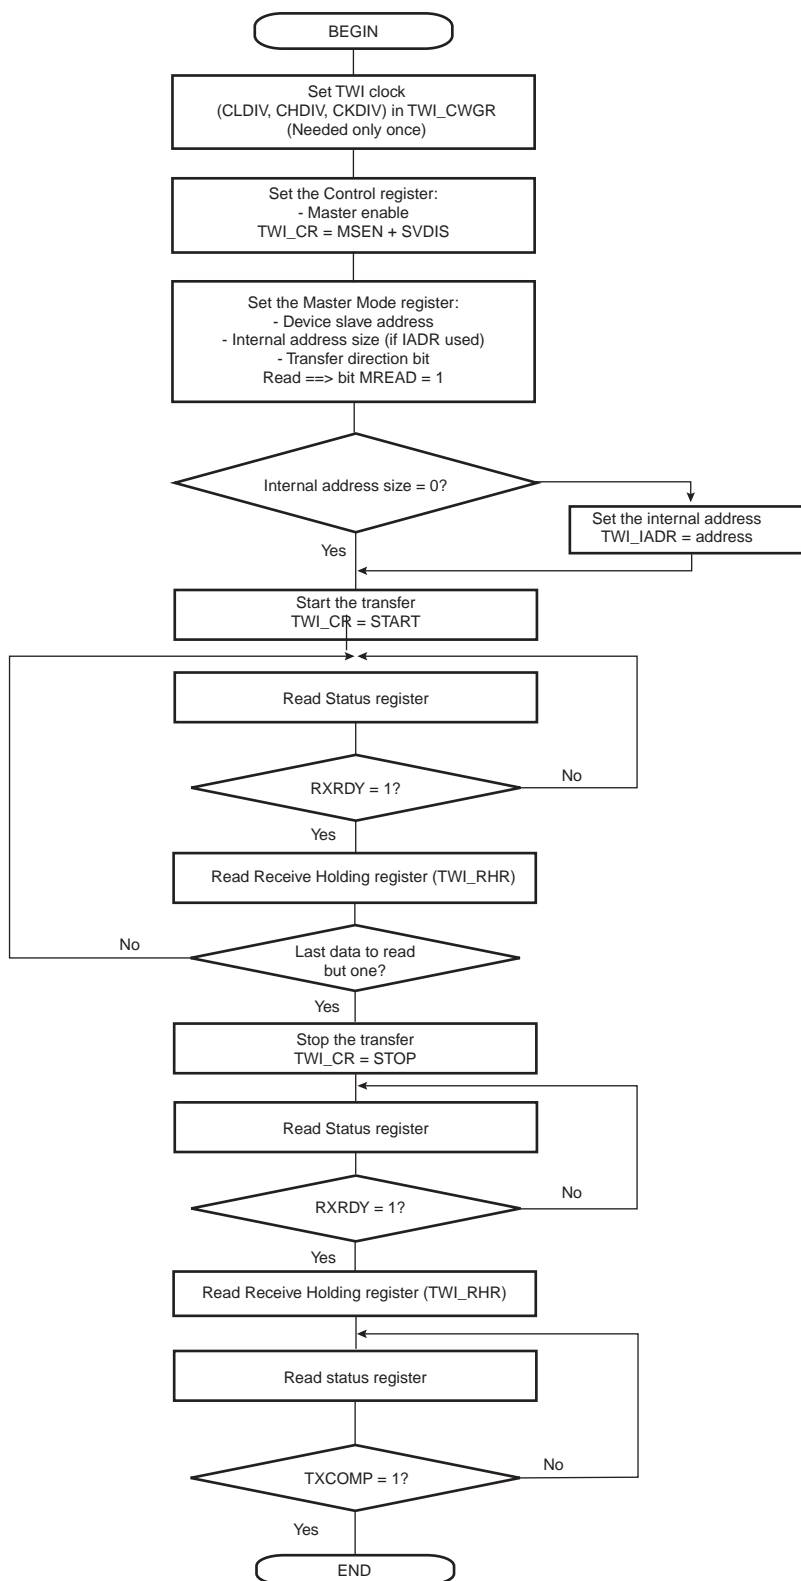 BEGIN
Set TWI clock
(CLDIV, CHDIV, CKDIV) in TWI_CWGR
(Needed only once)
Set the Control register:
- Master enable
TWI_CR = MSEN + SVDIS
Set the Master Mode register:
- Device slave address
- Internal address size (if IADR used)
- Transfer direction bit
Read ==> bit MREAD = 1
Internal address size = 0?
Set the internal address
TWI_IADR = address
Yes
Start the transfer
TWI_CR = START
Read Status register
RXRDY = 1?
No
Yes
Read Receive Holding register (TWI_RHR)
No
Last data to read
but one?
Yes
Stop the transfer
TWI_CR = STOP
Read Status register
RXRDY = 1?
No
Yes
Read Receive Holding register (TWI_RHR)
Read status register
TXCOMP = 1?
No
Yes
END